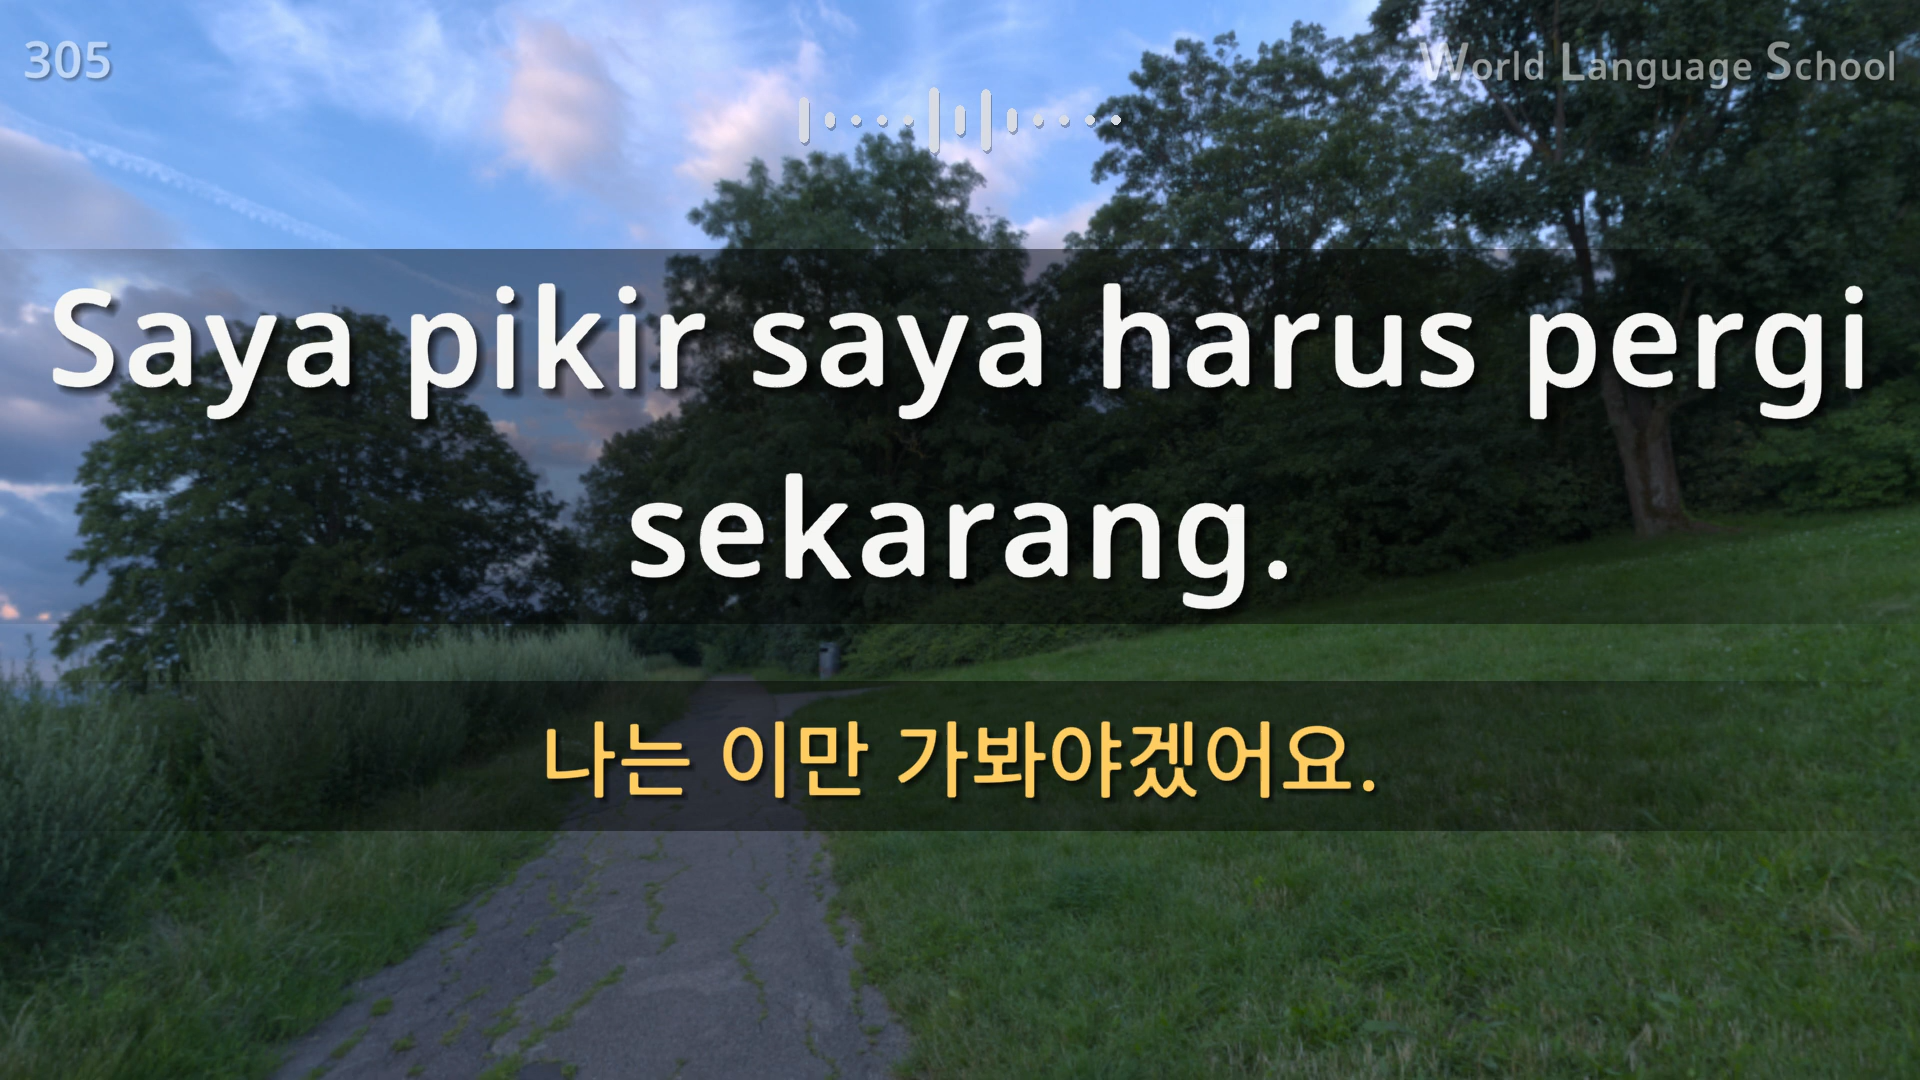 305
World Language School
Saya pikir saya harus pergi
sekarang.
나는 이만 가봐야겠어요.